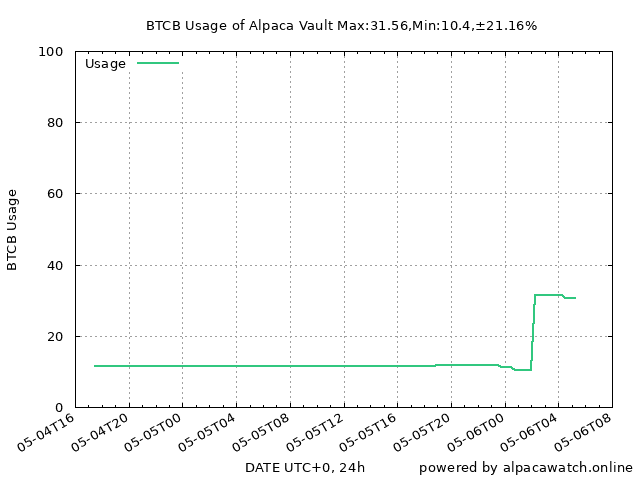 BTCB Usage of Alpaca Vault Max:31.56,Min:10.4,±21.16%
Usage
100
80
60
40
20
0
BTCB Usage
05-04T16
05-04T20
05-05T00
05-05T04
05-05T08
05-05T12
05-05T16
05-05T20
05-06T00
05-06T04
05-06T08
DATE UTC+0, 24h
powered by alpacawatch.online